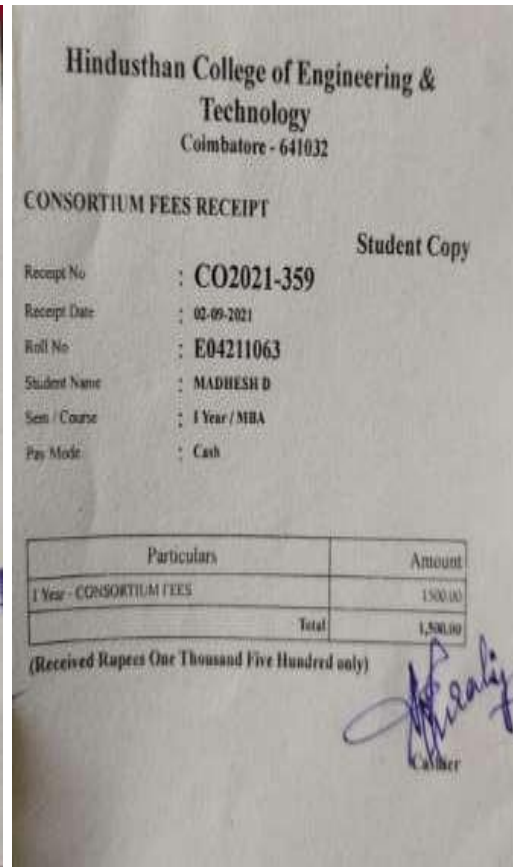 Hindusthan College of Engineering &
Technology
Coimbatore - 641032
CONSORTIUM FEES RECEIPT
Student Copy
Receipt No : CO2021-359
Receipt Date : 02-09-2021
Roll No : E04211063
Student Name : MADHESH D
Sem / Course : I Year / MBA
Pay Mode : Cash
Particulars Amount
I Year - CONSORTIUM FEES 1500.00
Total 1,500.00
(Received Rupees One Thousand Five Hundred only)
Cashier